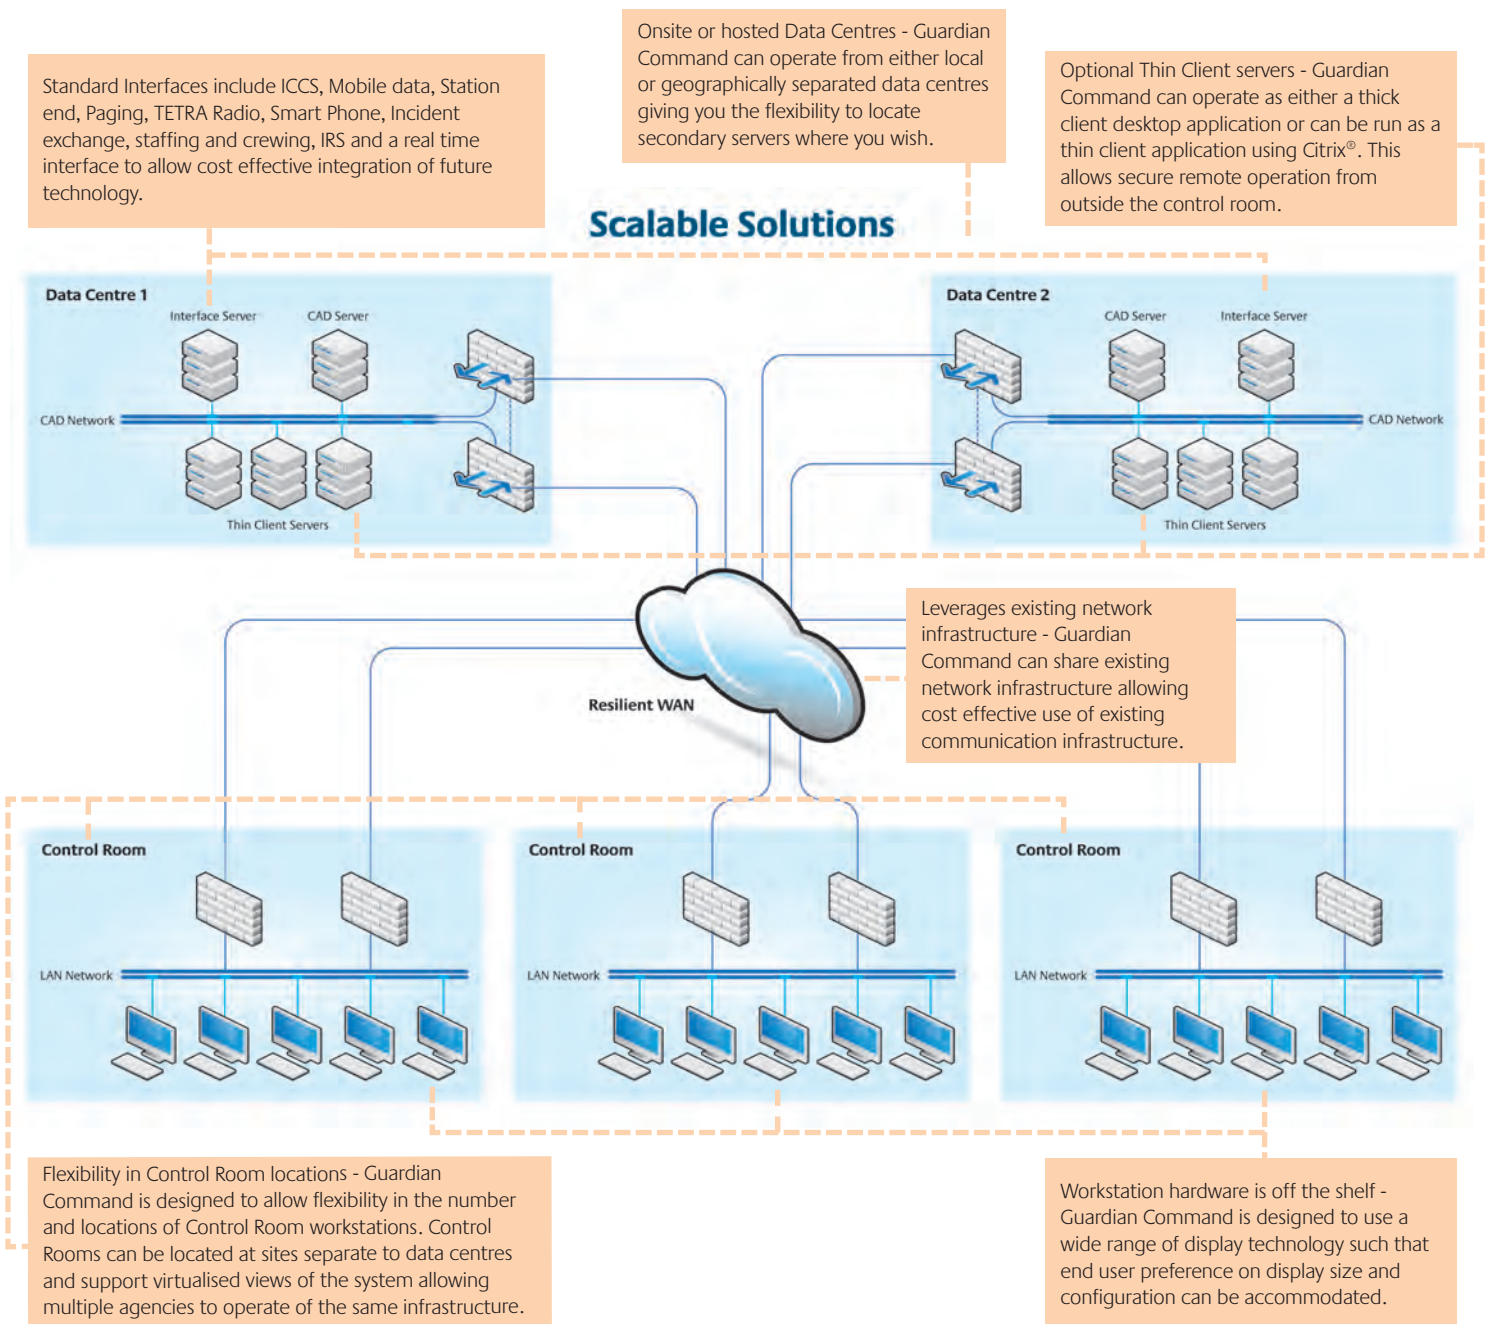 Onsite or hosted Data Centres - Guardian
Command can operate from either local
or geographically separated data centres
giving you the flexibility to locate
secondary servers where you wish.
Standard Interfaces include ICCS, Mobile data, Station
end, Paging, TETRA Radio, Smart Phone, Incident
exchange, staffing and crewing, IRS and a real time
interface to allow cost effective integration of future
technology.
Optional Thin Client servers - Guardian
Command can operate as either a thick
client desktop application or can be run as a
thin client application using Citrix®. This
allows secure remote operation from
outside the control room.
Scalable Solutions
Data Centre 1
Interface Server
CAD Server
CAD Network
Thin Client Servers
Data Centre 2
CAD Server
Interface Server
CAD Network
Thin Client Servers
Leverages existing network
infrastructure - Guardian
Command can share existing
network infrastructure allowing
cost effective use of existing
communication infrastructure.
Resilient WAN
Control Room
LAN Network
Control Room
LAN Network
Control Room
LAN Network
Flexibility in Control Room locations - Guardian
Command is designed to allow flexibility in the number
and locations of Control Room workstations. Control
Rooms can be located at sites separate to data centres
and support virtualised views of the system allowing
multiple agencies to operate of the same infrastructure.
Workstation hardware is off the shelf -
Guardian Command is designed to use a
wide range of display technology such that
end user preference on display size and
configuration can be accommodated.